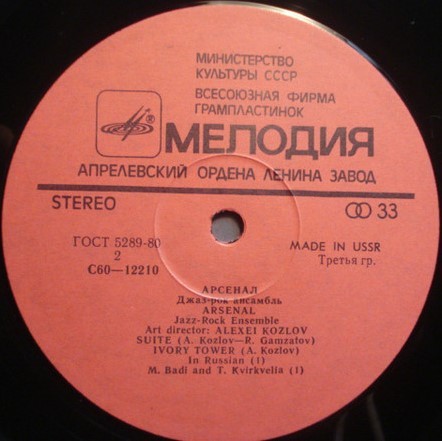 МИНИСТЕРСТВО
КУЛЬТУРЫ СССР
ВСЕСОЮЗНАЯ ФИРМА
ГРАМПЛАСТИНОК
МЕЛОДИЯ
АПРЕЛЕВСКИЙ ОРДЕНА ЛЕНИНА ЗАВОД
STEREO
33
ГОСТ 5289-80
2
С60—12210
MADE IN USSR
Третья гр.
АРСЕНАЛ
Джаз-рок ансамбль
ARSENAL
Jazz-Rock Ensemble
Art director: ALEXEI KOZLOV
SUITE (A. Kozlov—R. Gamzatov)
IVORY TOWER (A. Kozlov)
In Russian (1)
M. Badi and T. Kvirkvelia (1)